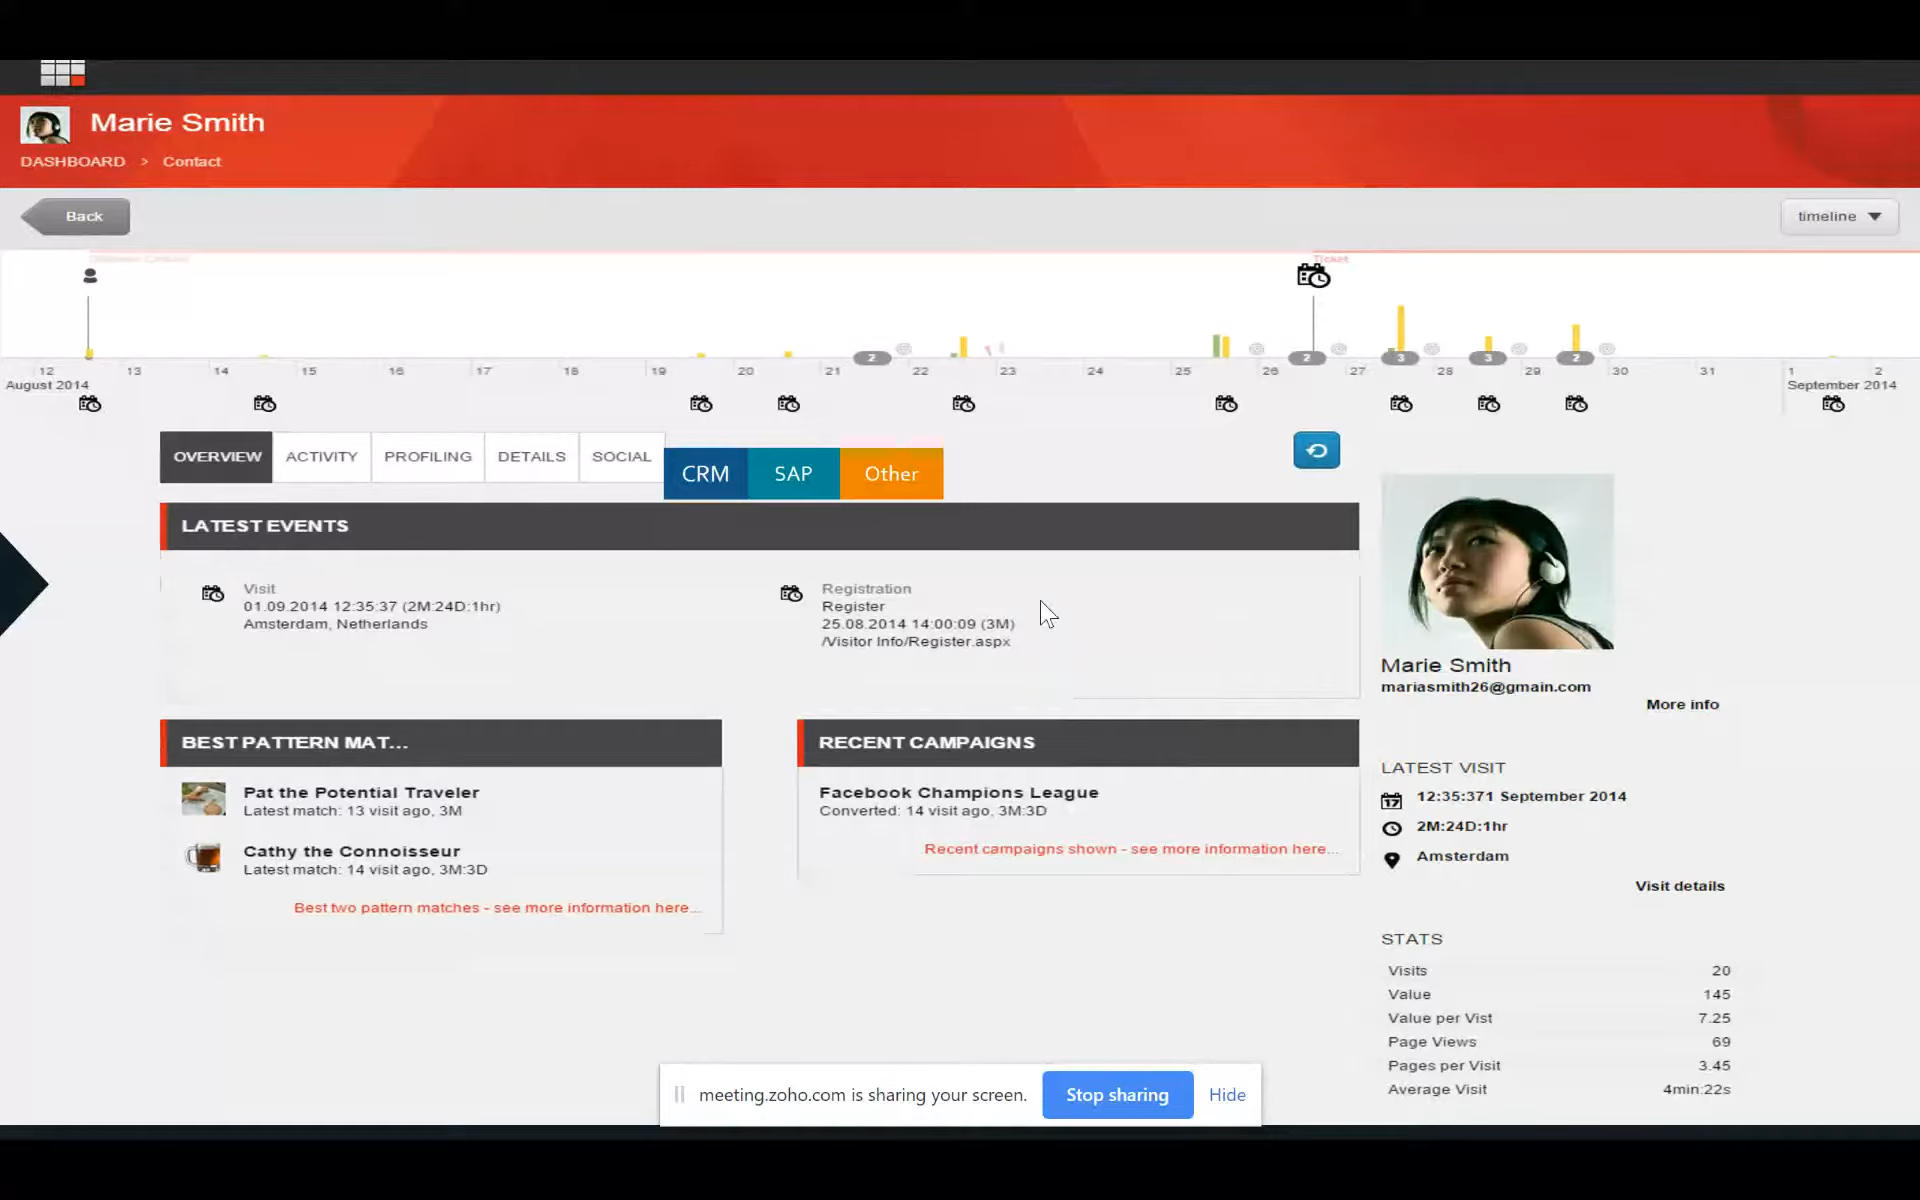 Marie Smith
DASHBOARD > Contact
Back
timeline
Ticket
2
2
3
3
2
12 13 14 15 16 17 18 19 20 21 22 23 24 25 26 27 28 29 30 31 1 2
August 2014
September 2014
OVERVIEW
ACTIVITY
PROFILING
DETAILS
SOCIAL
CRM
SAP
Other
LATEST EVENTS
Visit
01.09.2014 12:35:37 (2M:24D:1hr)
Amsterdam, Netherlands
Registration
Register
25.08.2014 14:00:09 (3M)
/Visitor Info/Register.aspx
BEST PATTERN MAT...
Pat the Potential Traveler
Latest match: 13 visit ago, 3M
Cathy the Connoisseur
Latest match: 14 visit ago, 3M:3D
Best two pattern matches - see more information here...
RECENT CAMPAIGNS
Facebook Champions League
Converted: 14 visit ago, 3M:3D
Recent campaigns shown - see more information here...
Marie Smith
mariasmith26@gmain.com
More info
LATEST VISIT
17
12:35:371 September 2014
2M:24D:1hr
Amsterdam
Visit details
STATS
Visits 20
Value 145
Value per Vist 7.25
Page Views 69
Pages per Visit 3.45
Average Visit 4min:22s
meeting.zoho.com is sharing your screen.
Stop sharing
Hide